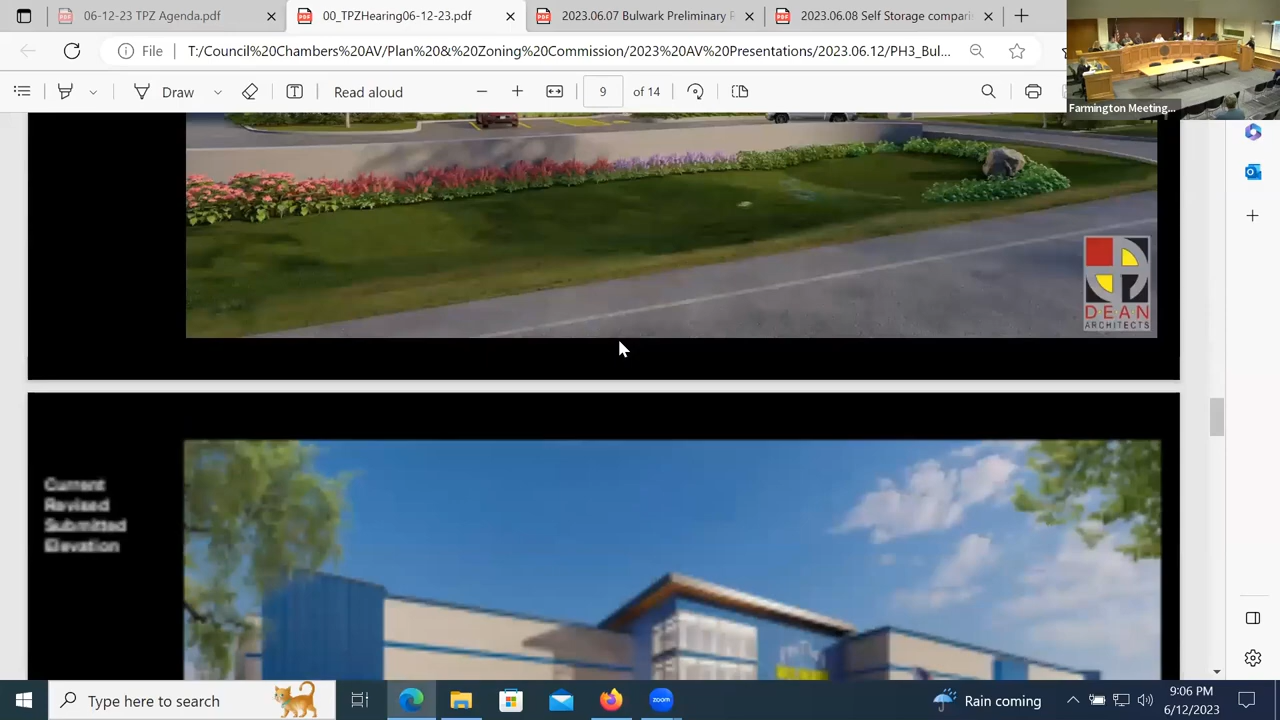 06-12-23 TPZ Agenda.pdf
00_TPZHearing06-12-23.pdf
2023.06.07 Bulwark Preliminary P
2023.06.08 Self Storage compari
File
T:/Council%20Chambers%20AV/Plan%20&%20Zoning%20Commission/2023%20AV%20Presentations/2023.06.12/PH3_Bul...
Draw
Read aloud
9
of 14
Farmington Meeting...
DEAN
ARCHITECTS
Current
Revised
Submitted
Elevation
Type here to search
zoom
Rain coming
9:06 PM
6/12/2023